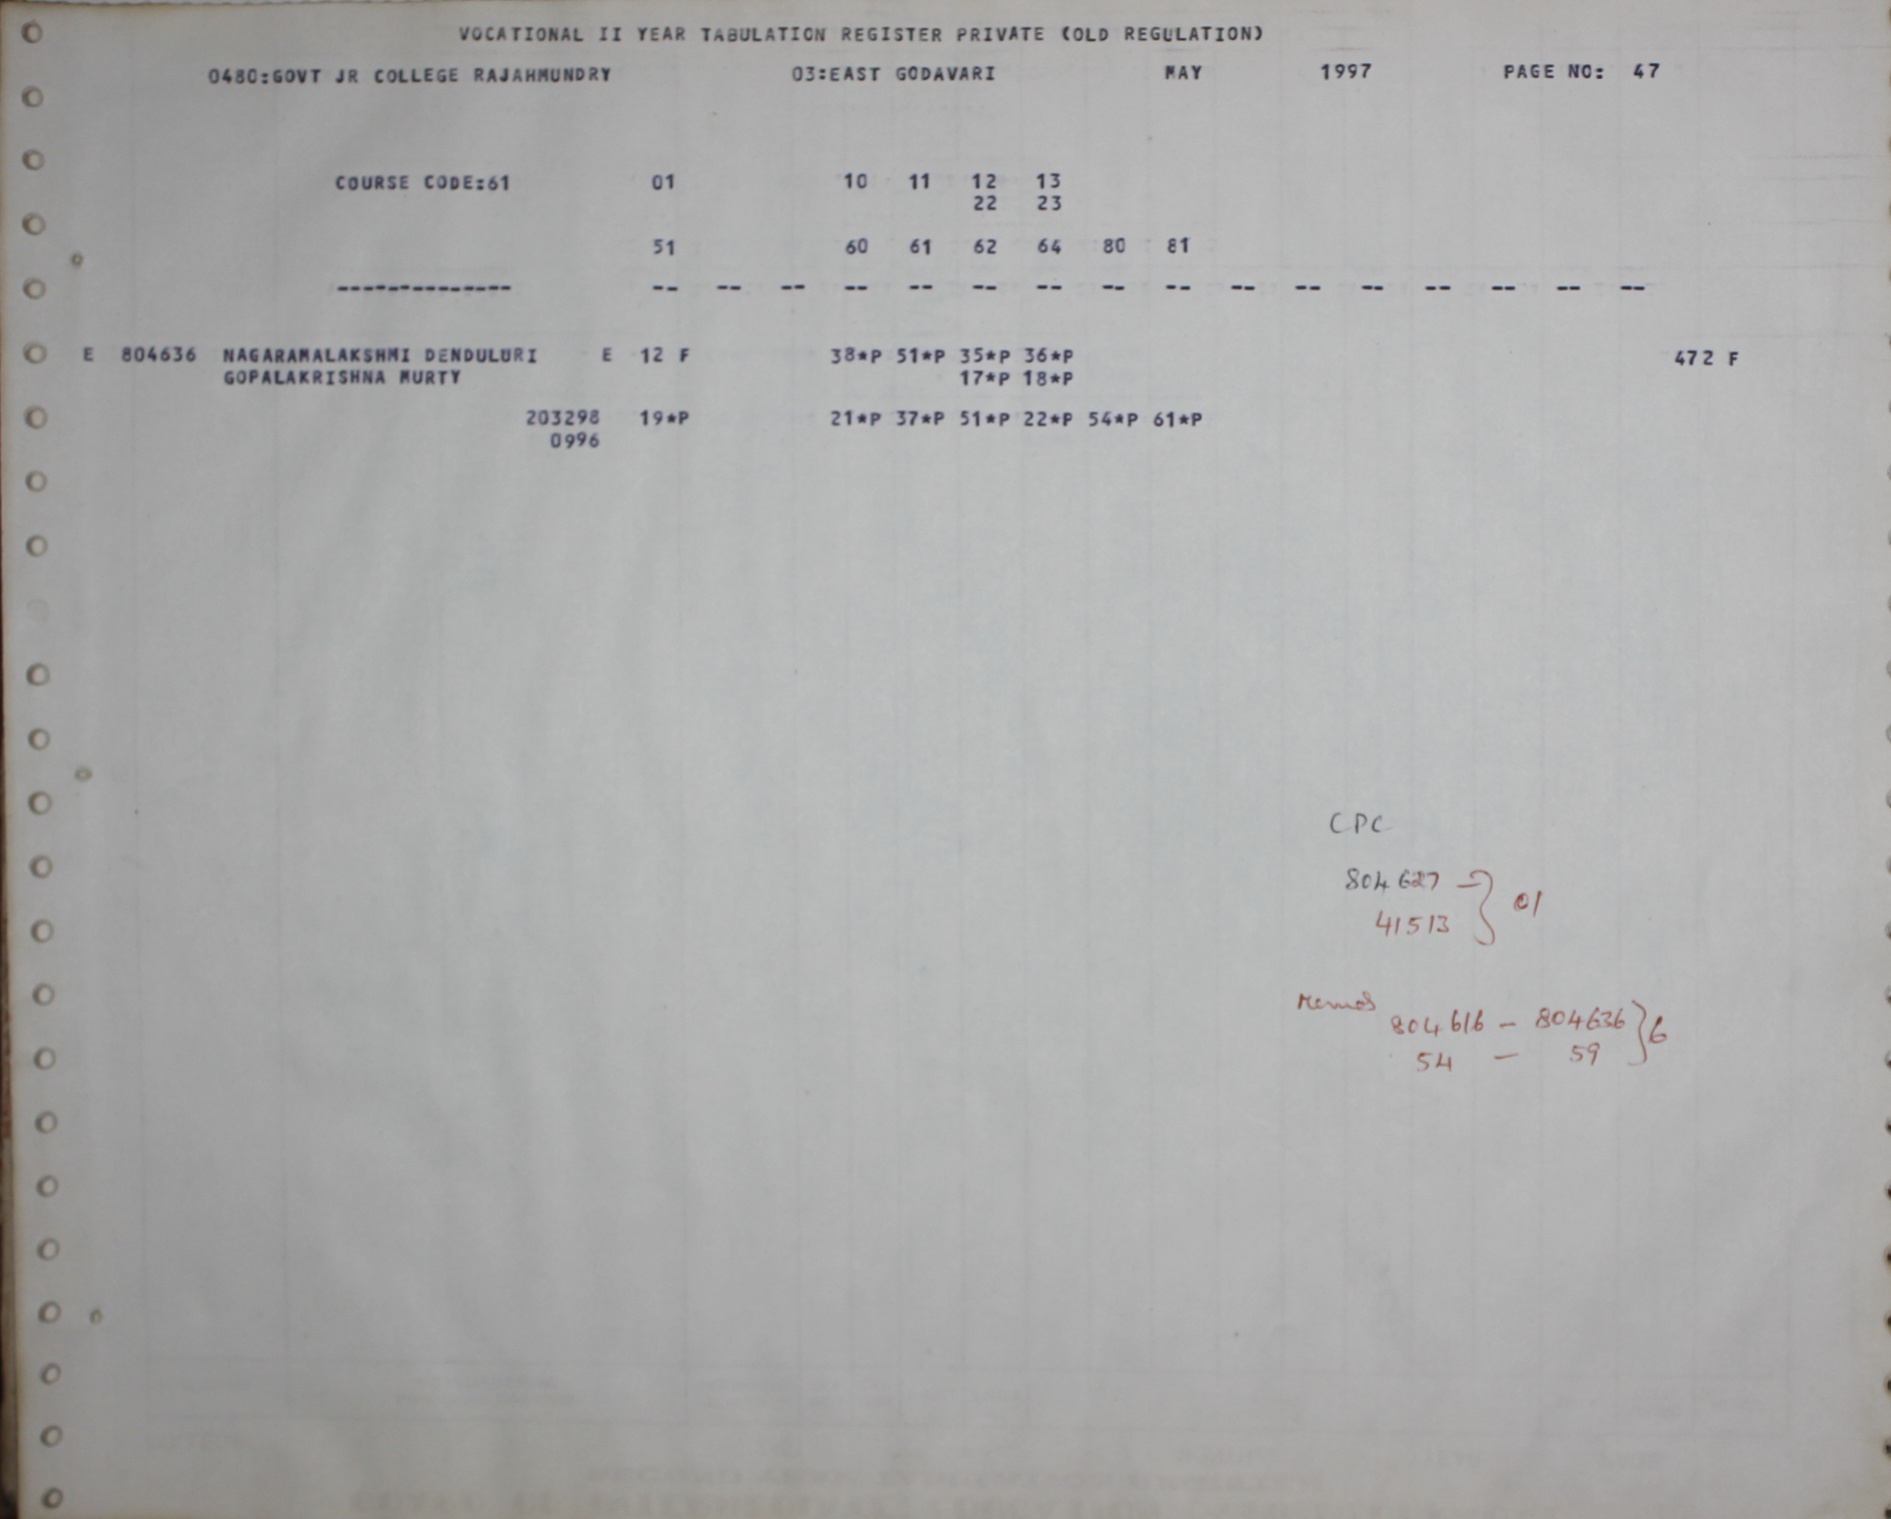 VOCATIONAL II YEAR TABULATION REGISTER PRIVATE (OLD REGULATION)
0480:GOVT JR COLLEGE RAJAHMUNDRY 03:EAST GODAVARI MAY 1997 PAGE NO: 47
COURSE CODE:61 01 10 11 12 13
22 23
51 60 61 62 64 80 81
-------------- -- -- -- -- -- -- -- -- -- -- -- -- -- -- -- --
E 804636 NAGARAMALAKSHMI DENDULURI E 12 F 38*P 51*P 35*P 36*P 472 F
GOPALAKRISHNA MURTY 17*P 18*P
203298 19*P 21*P 37*P 51*P 22*P 54*P 61*P
0996
CPC
804627 - } 01
41513
Memos
804616 - 804636 } 6
54 - 59